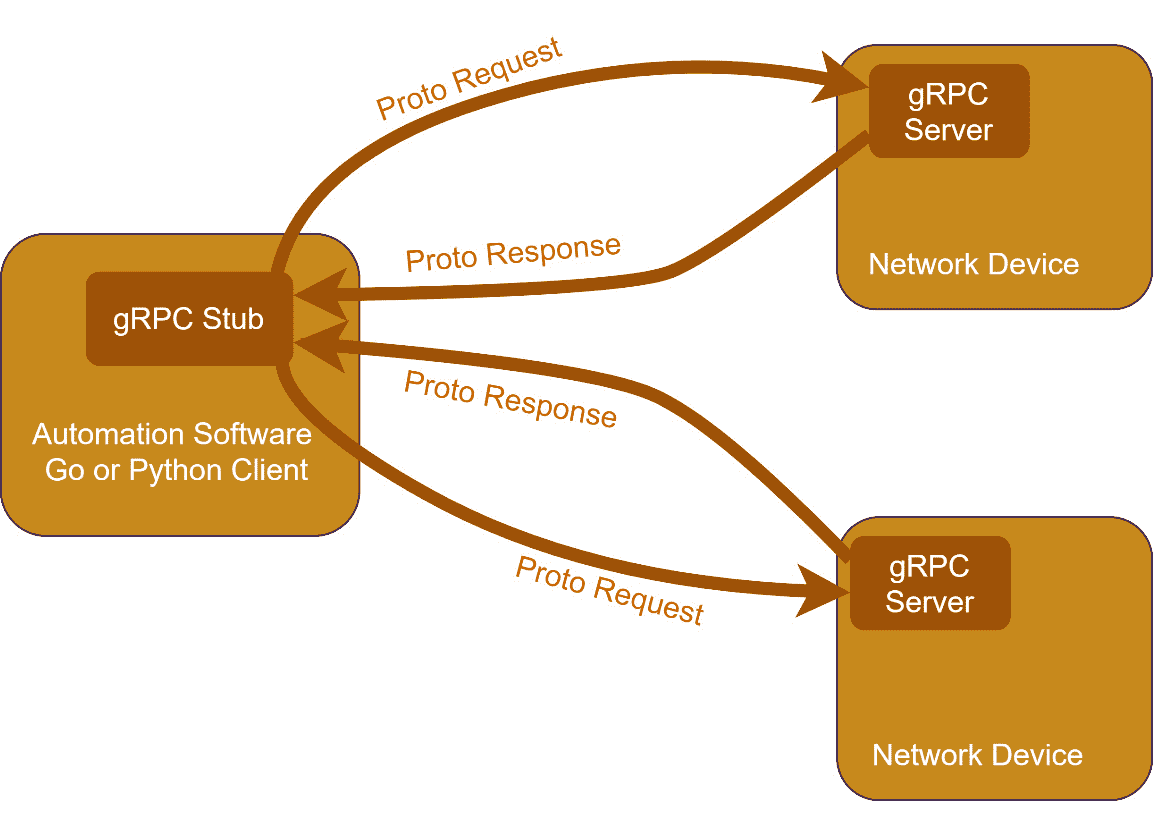 Proto Request
gRPC
Server
Network Device
Proto Response
gRPC Stub
Automation Software
Go or Python Client
Proto Response
Proto Request
gRPC
Server
Network Device